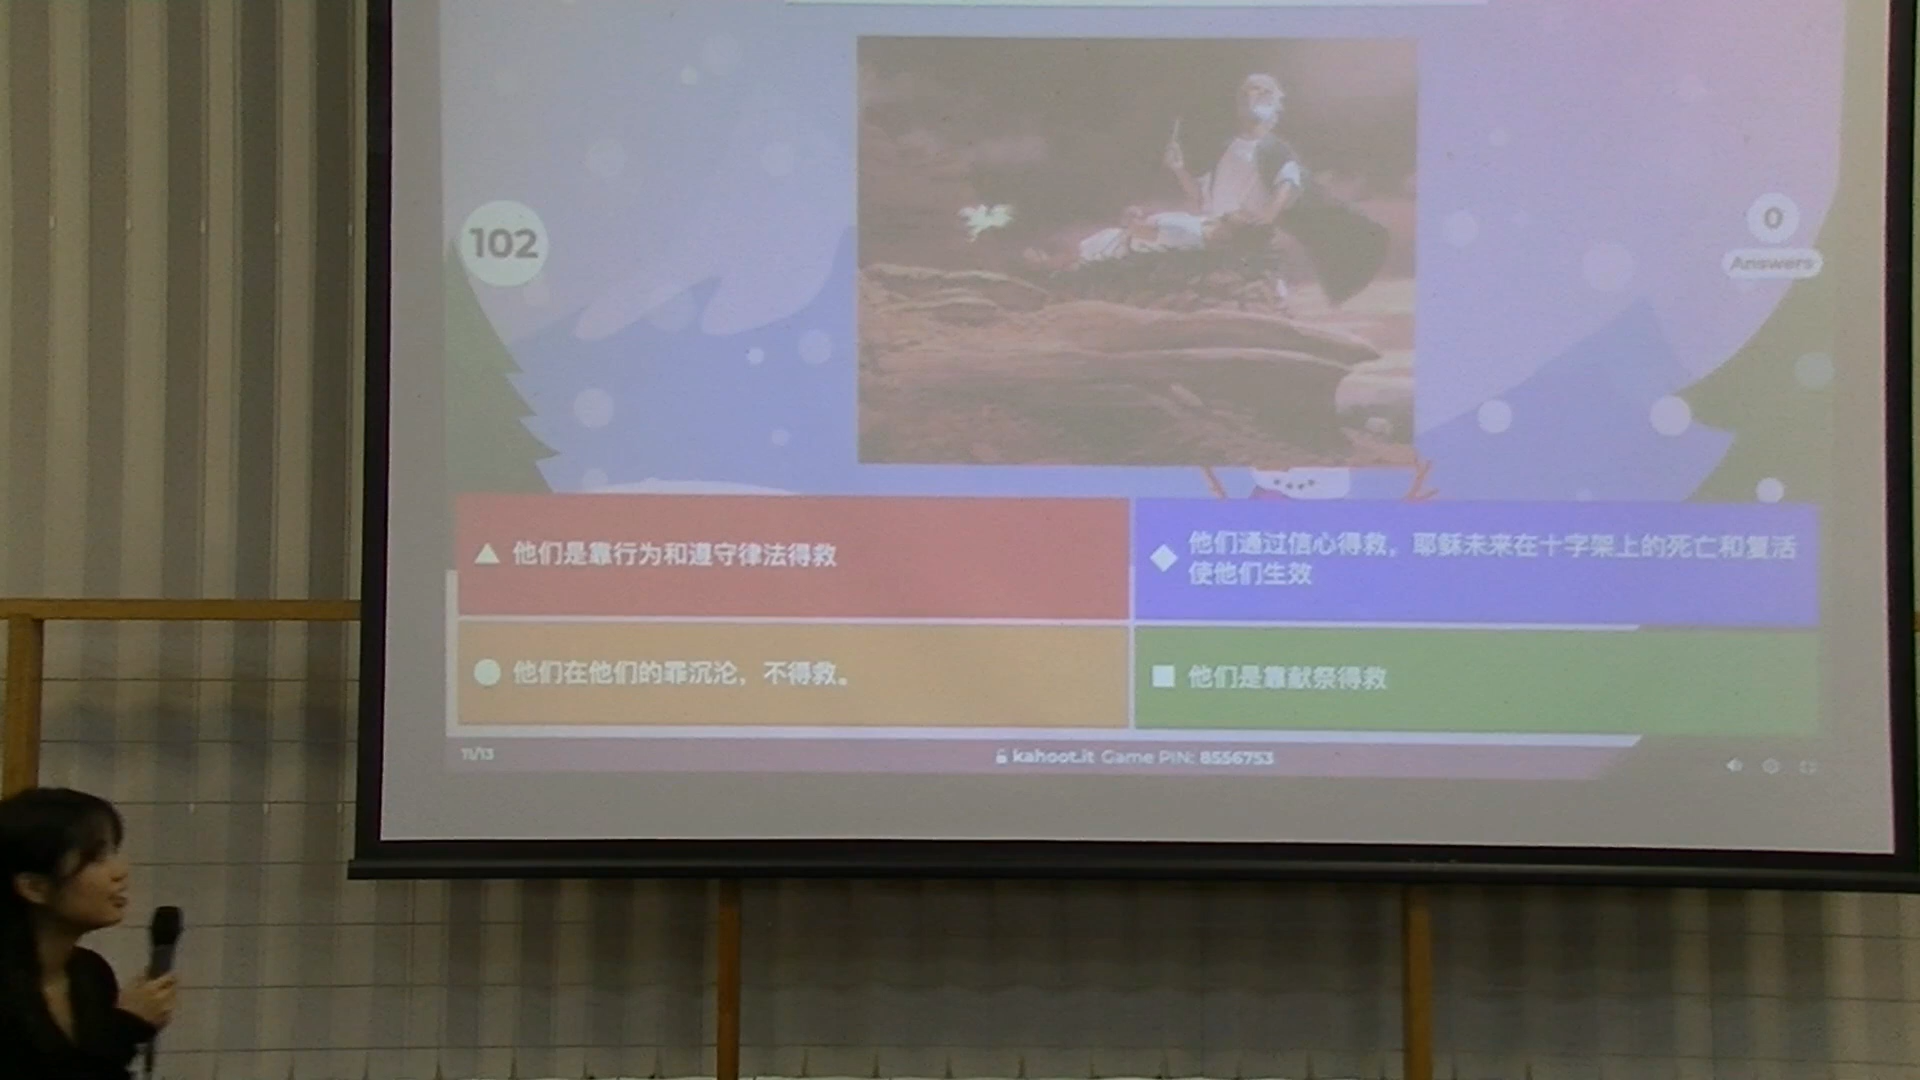 102
0
Answers
他们是靠行为和遵守律法得救
他们通过信心得救，耶稣未来在十字架上的死亡和复活
使他们生效
他们在他们的罪沉沦，不得救。
他们是靠献祭得救
11/13
kahoot.it Game PIN: 8556753